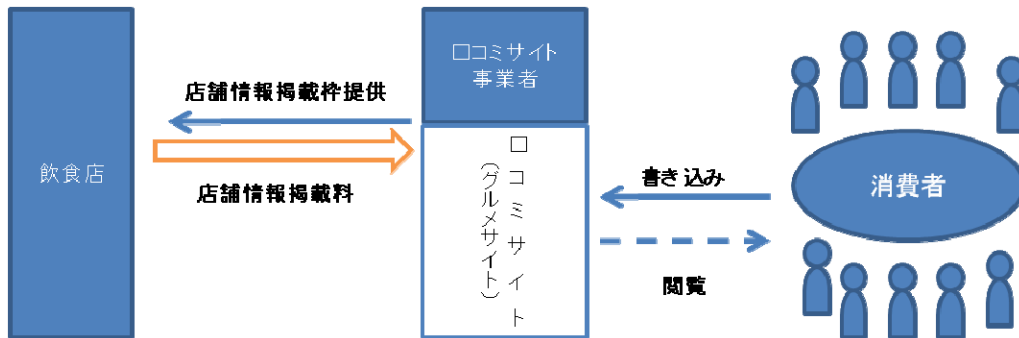 飲食店
店舗情報掲載枠提供
店舗情報掲載料
口コミサイト
事業者
口コミサイト
(グルメサイト)
書き込み
閲覧
消費者